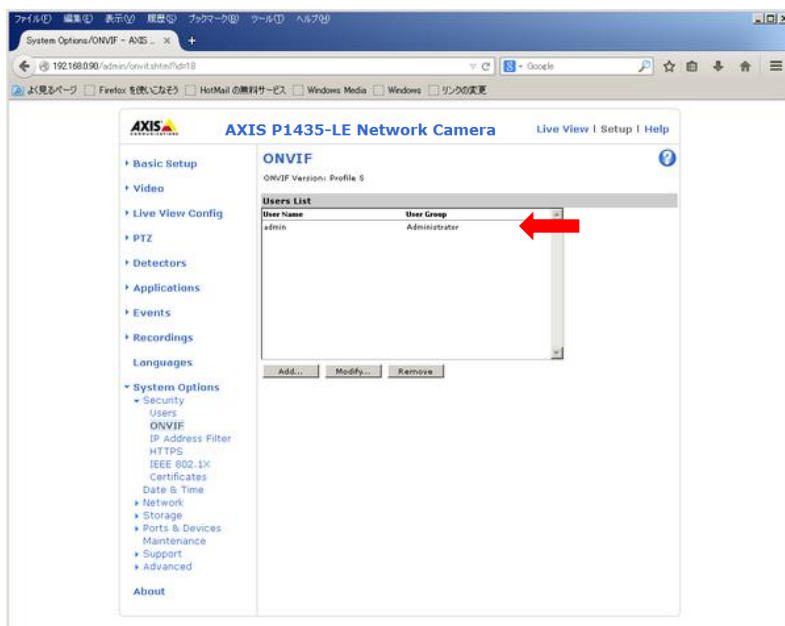 ファイル(F) 編集(E) 表示(V) 履歴(S) ブックマーク(B) ツール(T) ヘルプ(H)
System Options/ONVIF - AXIS ... × +
192.168.0.90/admin/onvif.shtml?id=18
Google
よく見るページ Firefox を使いこなそう HotMail の無料サービス Windows Media Windows リンクの変更
AXIS
COMMUNICATIONS
AXIS P1435-LE Network Camera
Live View | Setup | Help
Basic Setup
Video
Live View Config
PTZ
Detectors
Applications
Events
Recordings
Languages
System Options
Security
Users
ONVIF
IP Address Filter
HTTPS
IEEE 802.1X
Certificates
Date & Time
Network
Storage
Ports & Devices
Maintenance
Support
Advanced
About
ONVIF
ONVIF Version: Profile S
Users List
User Name User Group
admin Administrator
Add... Modify... Remove